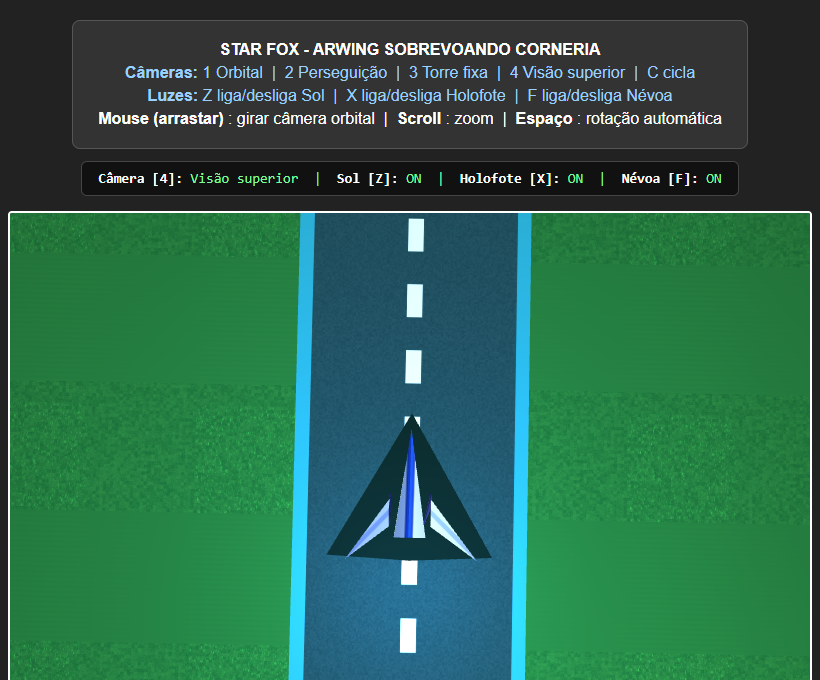 STAR FOX - ARWING SOBREVOANDO CORNERIA
Câmeras: 1 Orbital | 2 Perseguição | 3 Torre fixa | 4 Visão superior | C cicla
Luzes: Z liga/desliga Sol | X liga/desliga Holofote | F liga/desliga Névoa
Mouse (arrastar) : girar câmera orbital | Scroll : zoom | Espaço : rotação automática
Câmera [4]: Visão superior | Sol [Z]: ON | Holofote [X]: ON | Névoa [F]: ON